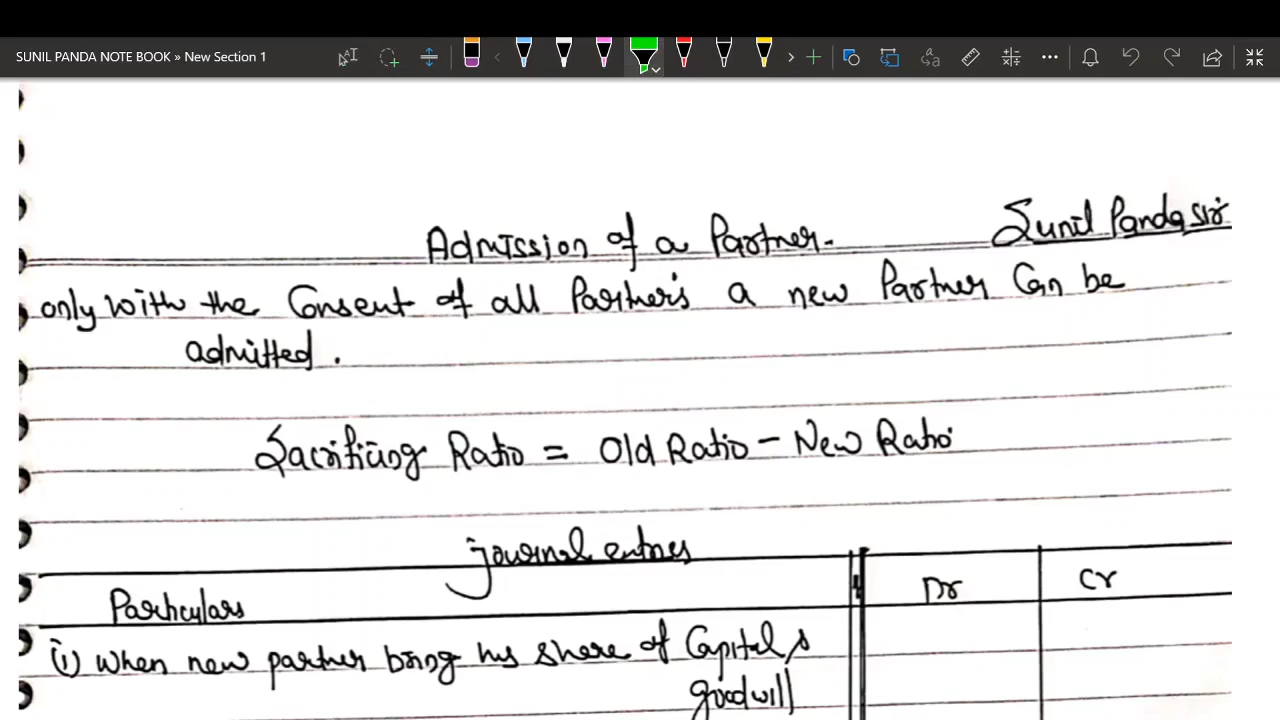 SUNIL PANDA NOTE BOOK » New Section 1
Admission of a Partner.
Sunil Panda Sir
only with the Consent of all Partner's a new Partner Can be
admitted.
Sacrificing Ratio = Old Ratio - New Ratio
journal entries
Particulars Dr Cr
(i) When new partner bring his share of Capital &
goodwill